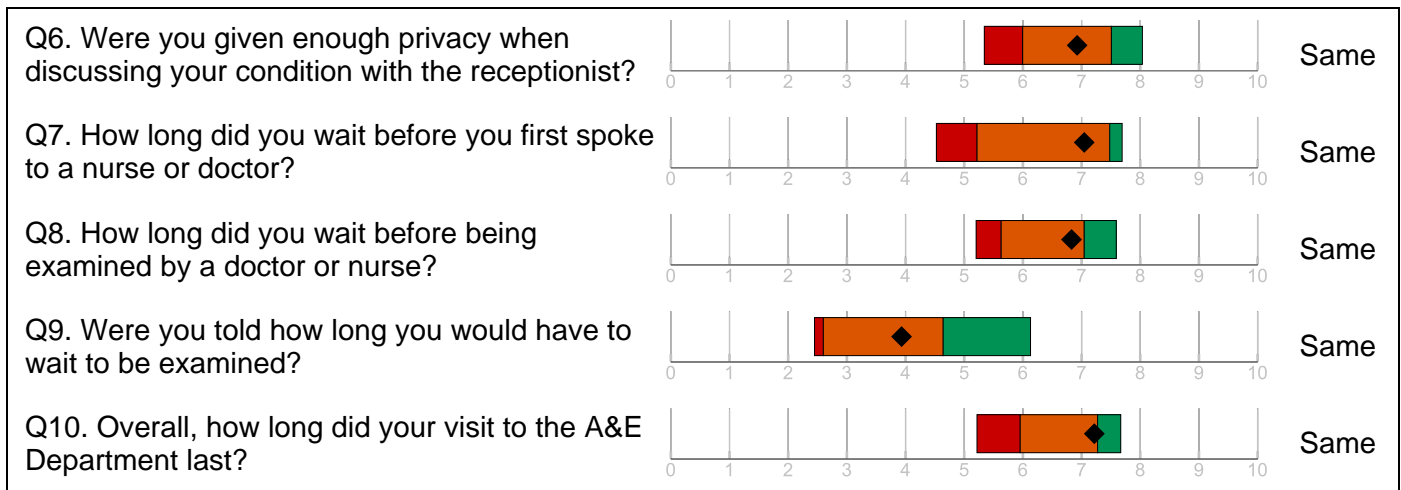 Q6. Were you given enough privacy when
discussing your condition with the receptionist?
Same
0 1 2 3 4 5 6 7 8 9 10
Q7. How long did you wait before you first spoke
to a nurse or doctor?
Same
0 1 2 3 4 5 6 7 8 9 10
Q8. How long did you wait before being
examined by a doctor or nurse?
Same
0 1 2 3 4 5 6 7 8 9 10
Q9. Were you told how long you would have to
wait to be examined?
Same
0 1 2 3 4 5 6 7 8 9 10
Q10. Overall, how long did your visit to the A&E
Department last?
Same
0 1 2 3 4 5 6 7 8 9 10